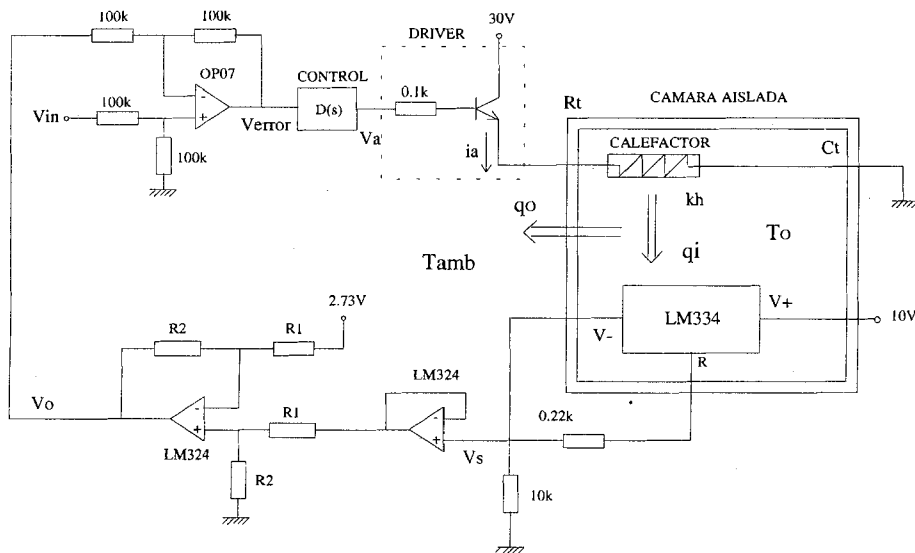 100k 100k
30V
DRIVER
OP07
CONTROL
0.1k
Rt
CAMARA AISLADA
Vin
100k
-
+
D(s)
CALEFACTOR
Ct
Verror
Va
ia
100k
kh
qo
To
qi
Tamb
2.73V
V+
LM334
10V
V-
R2
R1
R
LM324
Vo
-
+
R1
-
+
0.22k
LM324
Vs
R2
10k